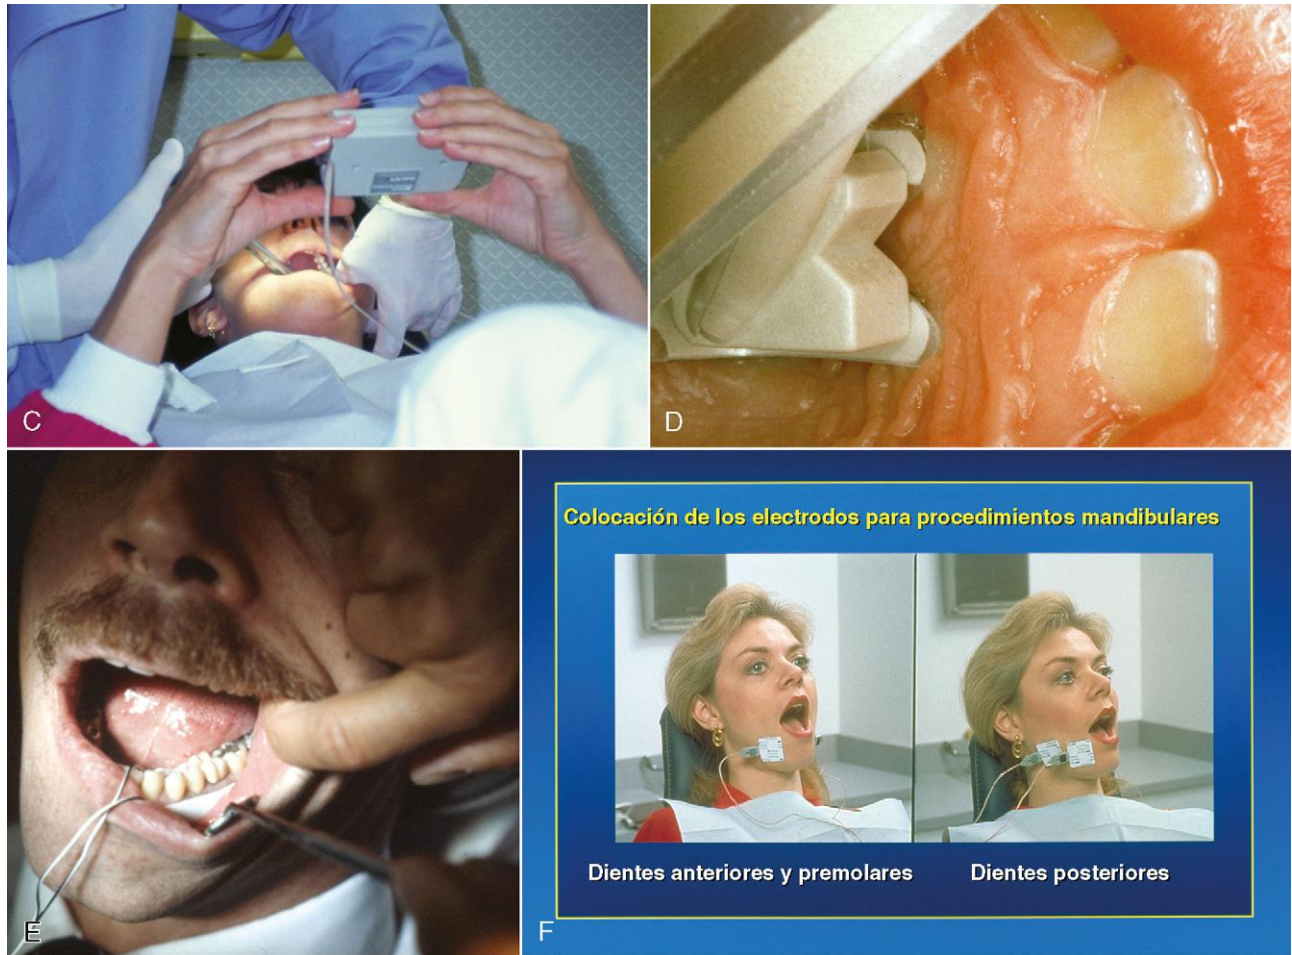 C
D
E
F
Colocación de los electrodos para procedimientos mandibulares
Dientes anteriores y premolares
Dientes posteriores